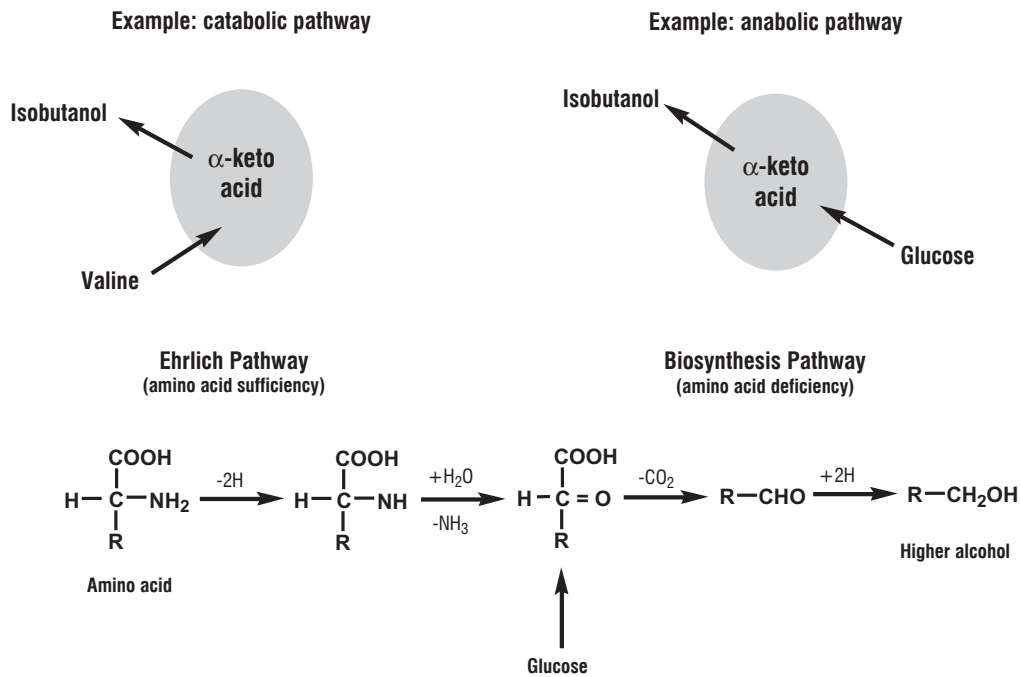 Example: catabolic pathway
Example: anabolic pathway
Isobutanol
α-keto
acid
Valine
Isobutanol
α-keto
acid
Glucose
Ehrlich Pathway
(amino acid sufficiency)
Biosynthesis Pathway
(amino acid deficiency)
COOH
H C NH₂
R
Amino acid
-2H
COOH
H C NH
R
+H₂O
-NH₃
COOH
H C = O
R
Glucose
-CO₂
R CHO
+2H
R CH₂OH
Higher alcohol